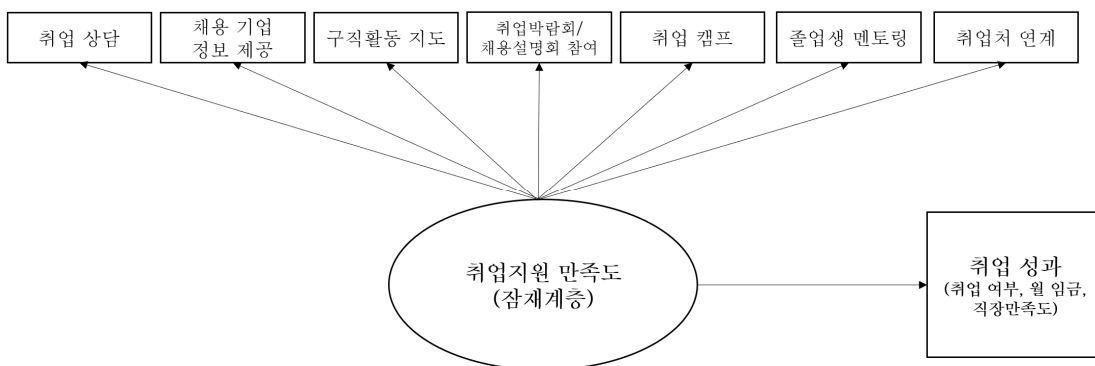 취업 상담
채용 기업
정보 제공
구직활동 지도
취업박람회/
채용설명회 참여
취업 캠프
졸업생 멘토링
취업처 연계
취업지원 만족도
(잠재계층)
취업 성과
(취업 여부, 월 임금,
직장만족도)